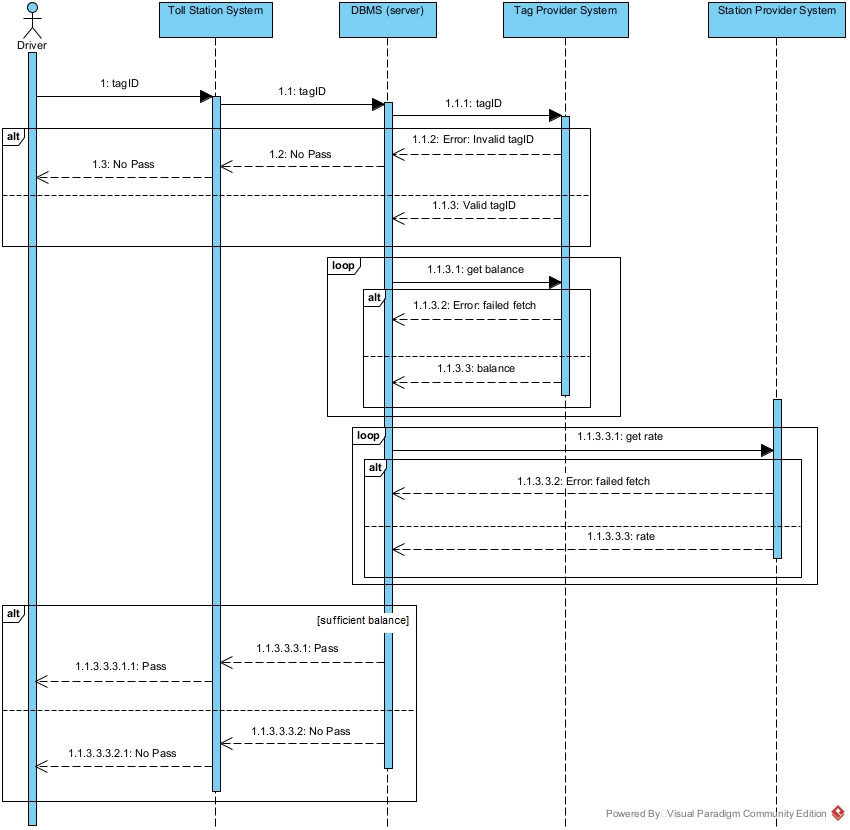 Toll Station System
DBMS (server)
Tag Provider System
Station Provider System
Driver
1: tagID
1.1: tagID
1.1.1: tagID
alt
1.1.2: Error: Invalid tagID
1.2: No Pass
1.3: No Pass
1.1.3: Valid tagID
loop
1.1.3.1: get balance
alt
1.1.3.2: Error: failed fetch
1.1.3.3: balance
loop
1.1.3.3.1: get rate
alt
1.1.3.3.2: Error: failed fetch
1.1.3.3.3: rate
alt
[sufficient balance]
1.1.3.3.3.1: Pass
1.1.3.3.3.1.1: Pass
1.1.3.3.3.2: No Pass
1.1.3.3.3.2.1: No Pass
Powered By Visual Paradigm Community Edition